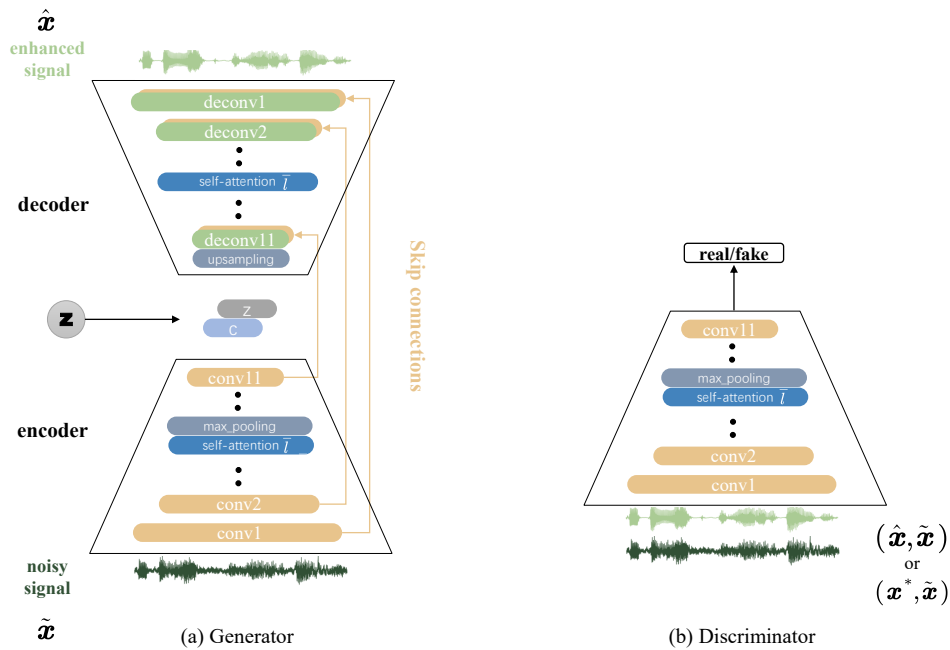 x̂
enhanced
signal
deconv1
deconv2
self-attention l̅
decoder
deconv11
upsampling
Skip connections
z
z
c
conv11
max_pooling
self-attention l̅
encoder
conv2
conv1
noisy
signal
x̃
(a) Generator
real/fake
conv11
max_pooling
self-attention l̅
conv2
conv1
(x̂, x̃)
or
(x*, x̃)
(b) Discriminator